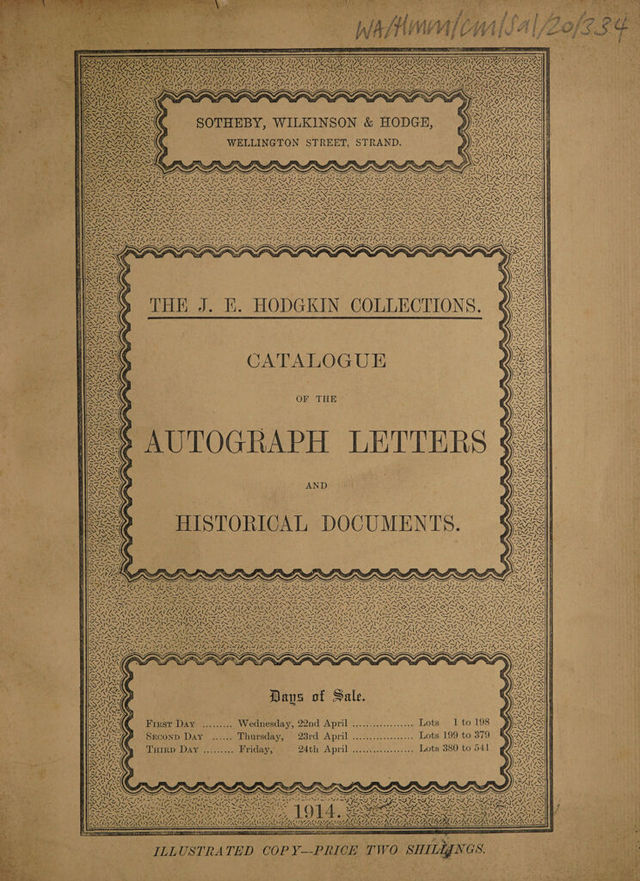 WA/Hmm/cm/Sal/20/334
SOTHEBY, WILKINSON & HODGE,
WELLINGTON STREET, STRAND.
THE J. E. HODGKIN COLLECTIONS.
CATALOGUE
OF THE
AUTOGRAPH LETTERS
AND
HISTORICAL DOCUMENTS.
Days of Sale.
FIRST DAY ......... Wednesday, 22nd April .................. Lots 1 to 198
SECOND DAY ...... Thursday, 23rd April .................. Lots 199 to 379
THIRD DAY ......... Friday, 24th April .................. Lots 380 to 541
1914.
ILLUSTRATED COPY—PRICE TWO SHILLINGS.